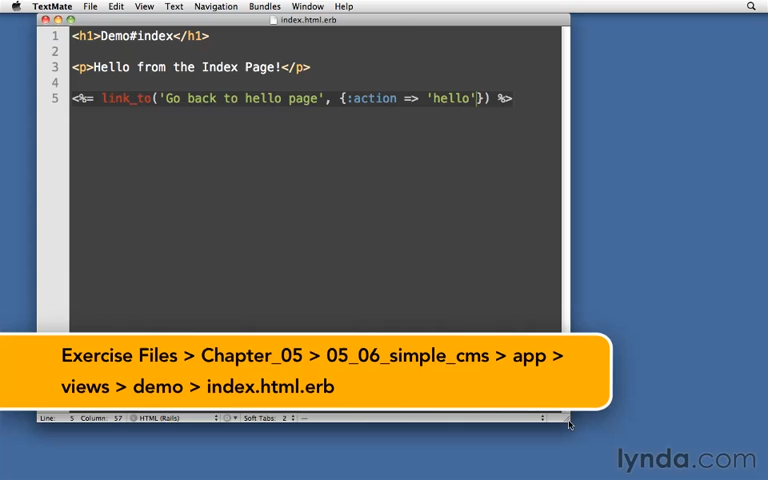 TextMate File Edit View Text Navigation Bundles Window Help
index.html.erb
1 <h1>Demo#index</h1>
2
3 <p>Hello from the Index Page!</p>
4
5 <%= link_to('Go back to hello page', {:action => 'hello'}) %>
Exercise Files > Chapter_05 > 05_06_simple_cms > app >
views > demo > index.html.erb
Line: 5 Column: 57 HTML (Rails) Soft Tabs: 2 —
lynda.com